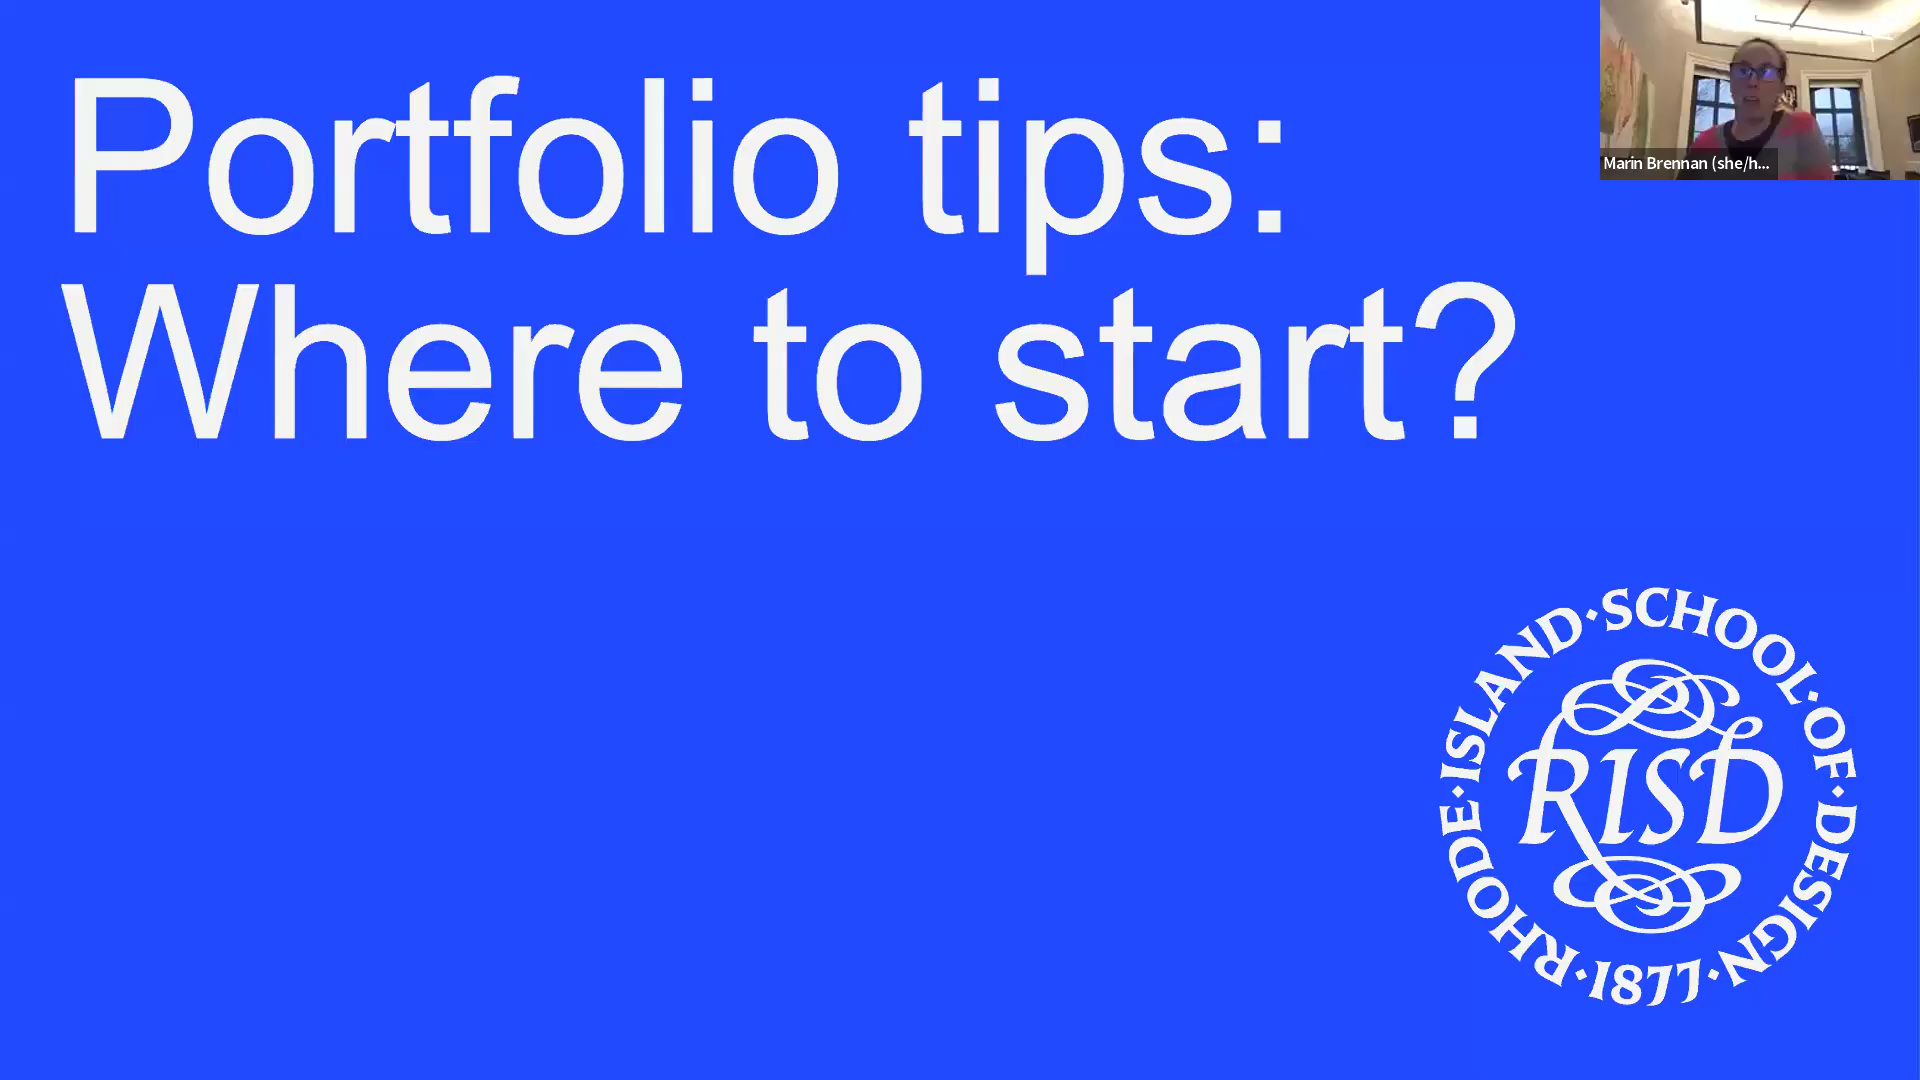 Portfolio tips:
Where to start?
Marin Brennan (she/h...
RHODE·ISLAND·SCHOOL·OF·DESIGN·1877·
RISD